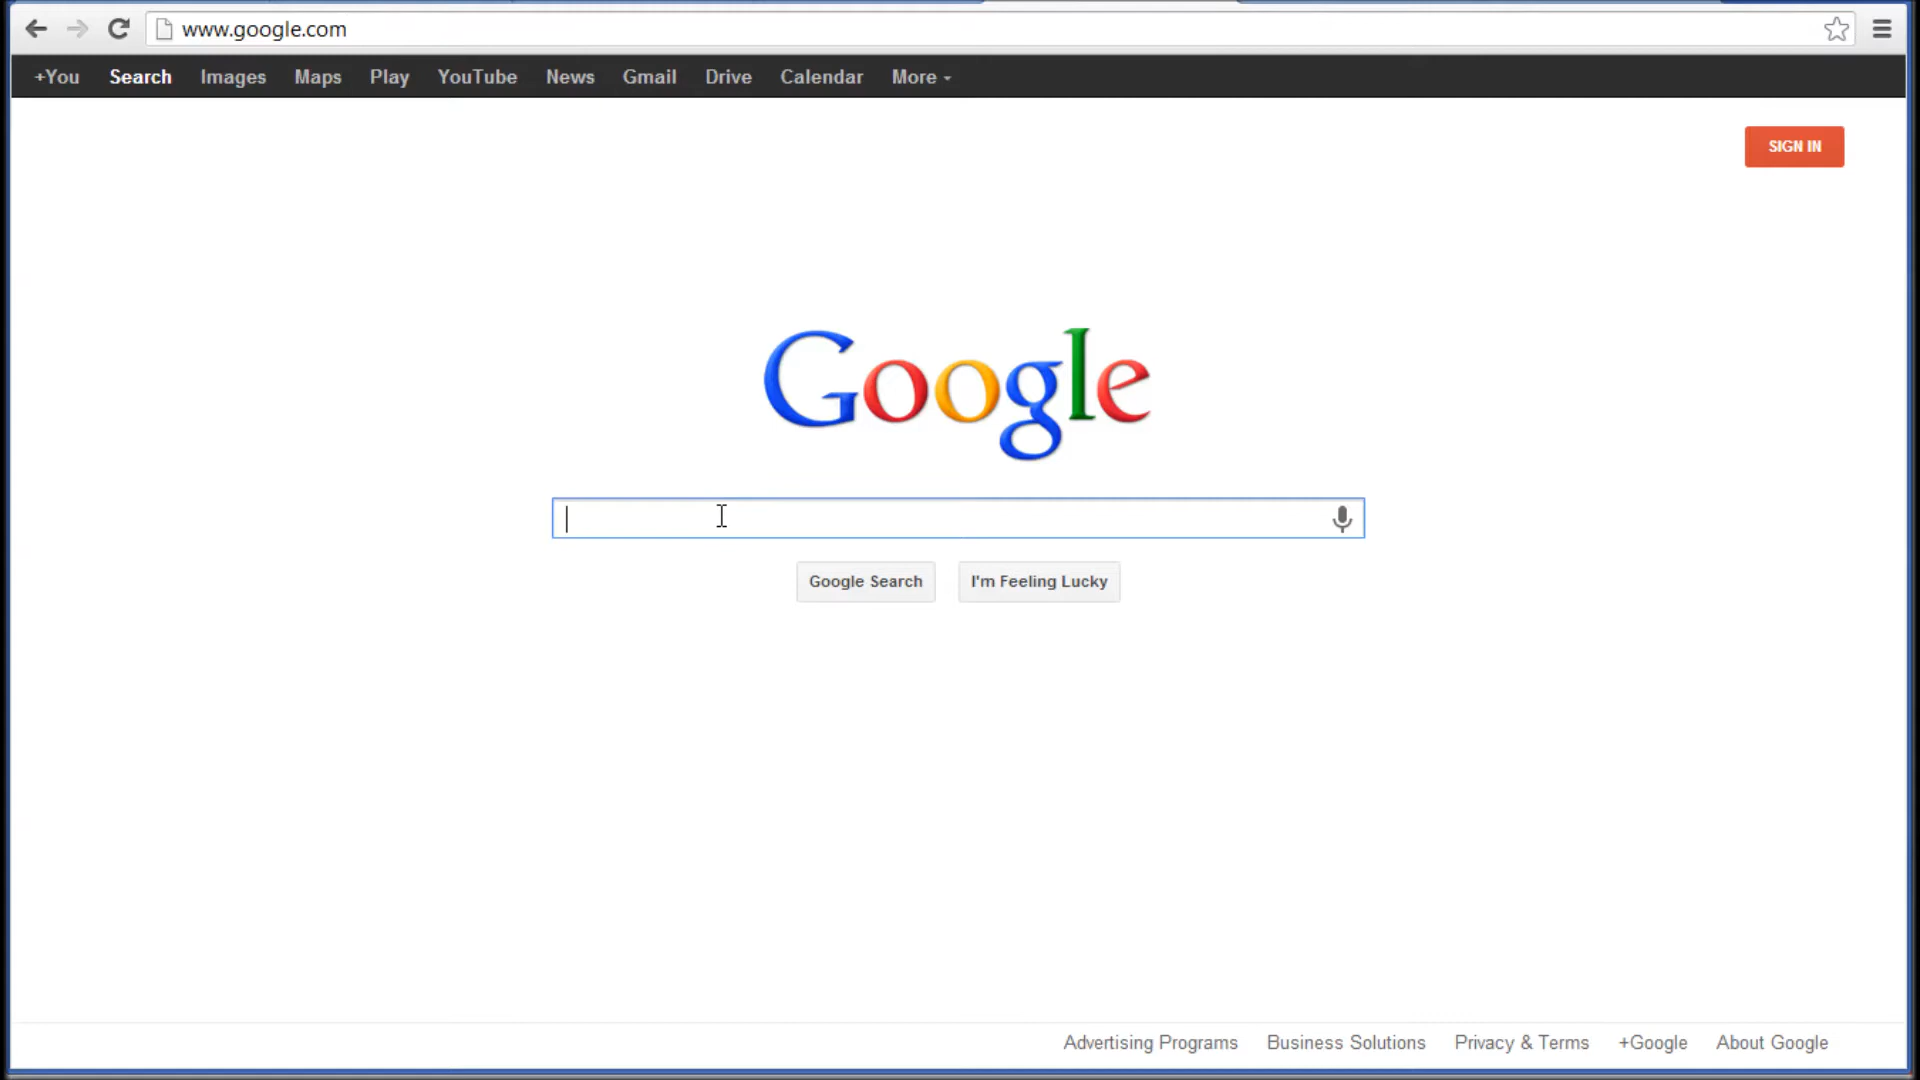 www.google.com
+You Search Images Maps Play YouTube News Gmail Drive Calendar More
SIGN IN
Google
Google Search I'm Feeling Lucky
Advertising Programs Business Solutions Privacy & Terms +Google About Google